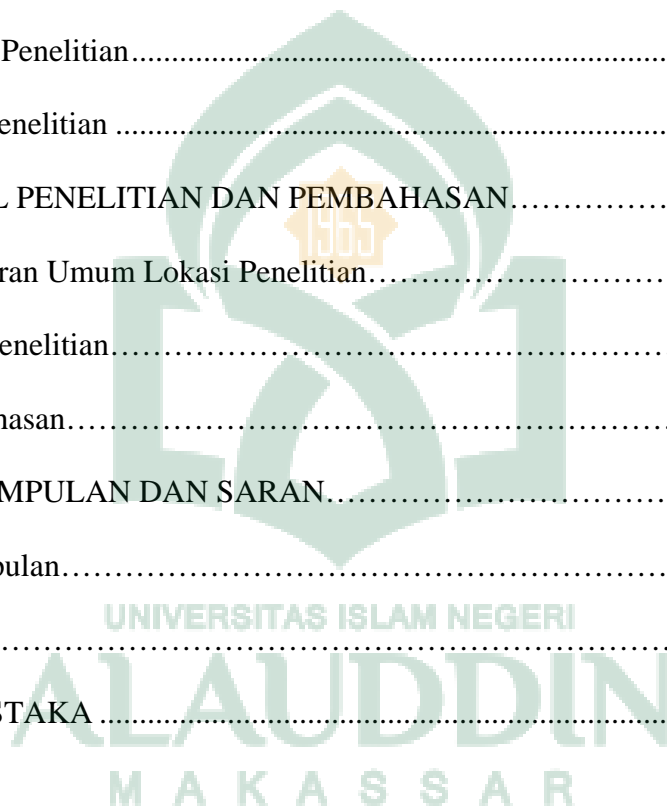 Penelitian...............................................................................
enelitian ...............................................................................
L PENELITIAN DAN PEMBAHASAN……………
1965
ran Umum Lokasi Penelitian……………………………
enelitian……………………………………………………
hasan…………………………………………………………
MPULAN DAN SARAN………………………………
pulan…………………………………………………………
UNIVERSITAS ISLAM NEGERI
…………………………………………………………………
ALAUDDIN
STAKA ...............................................................................
MAKASSAR